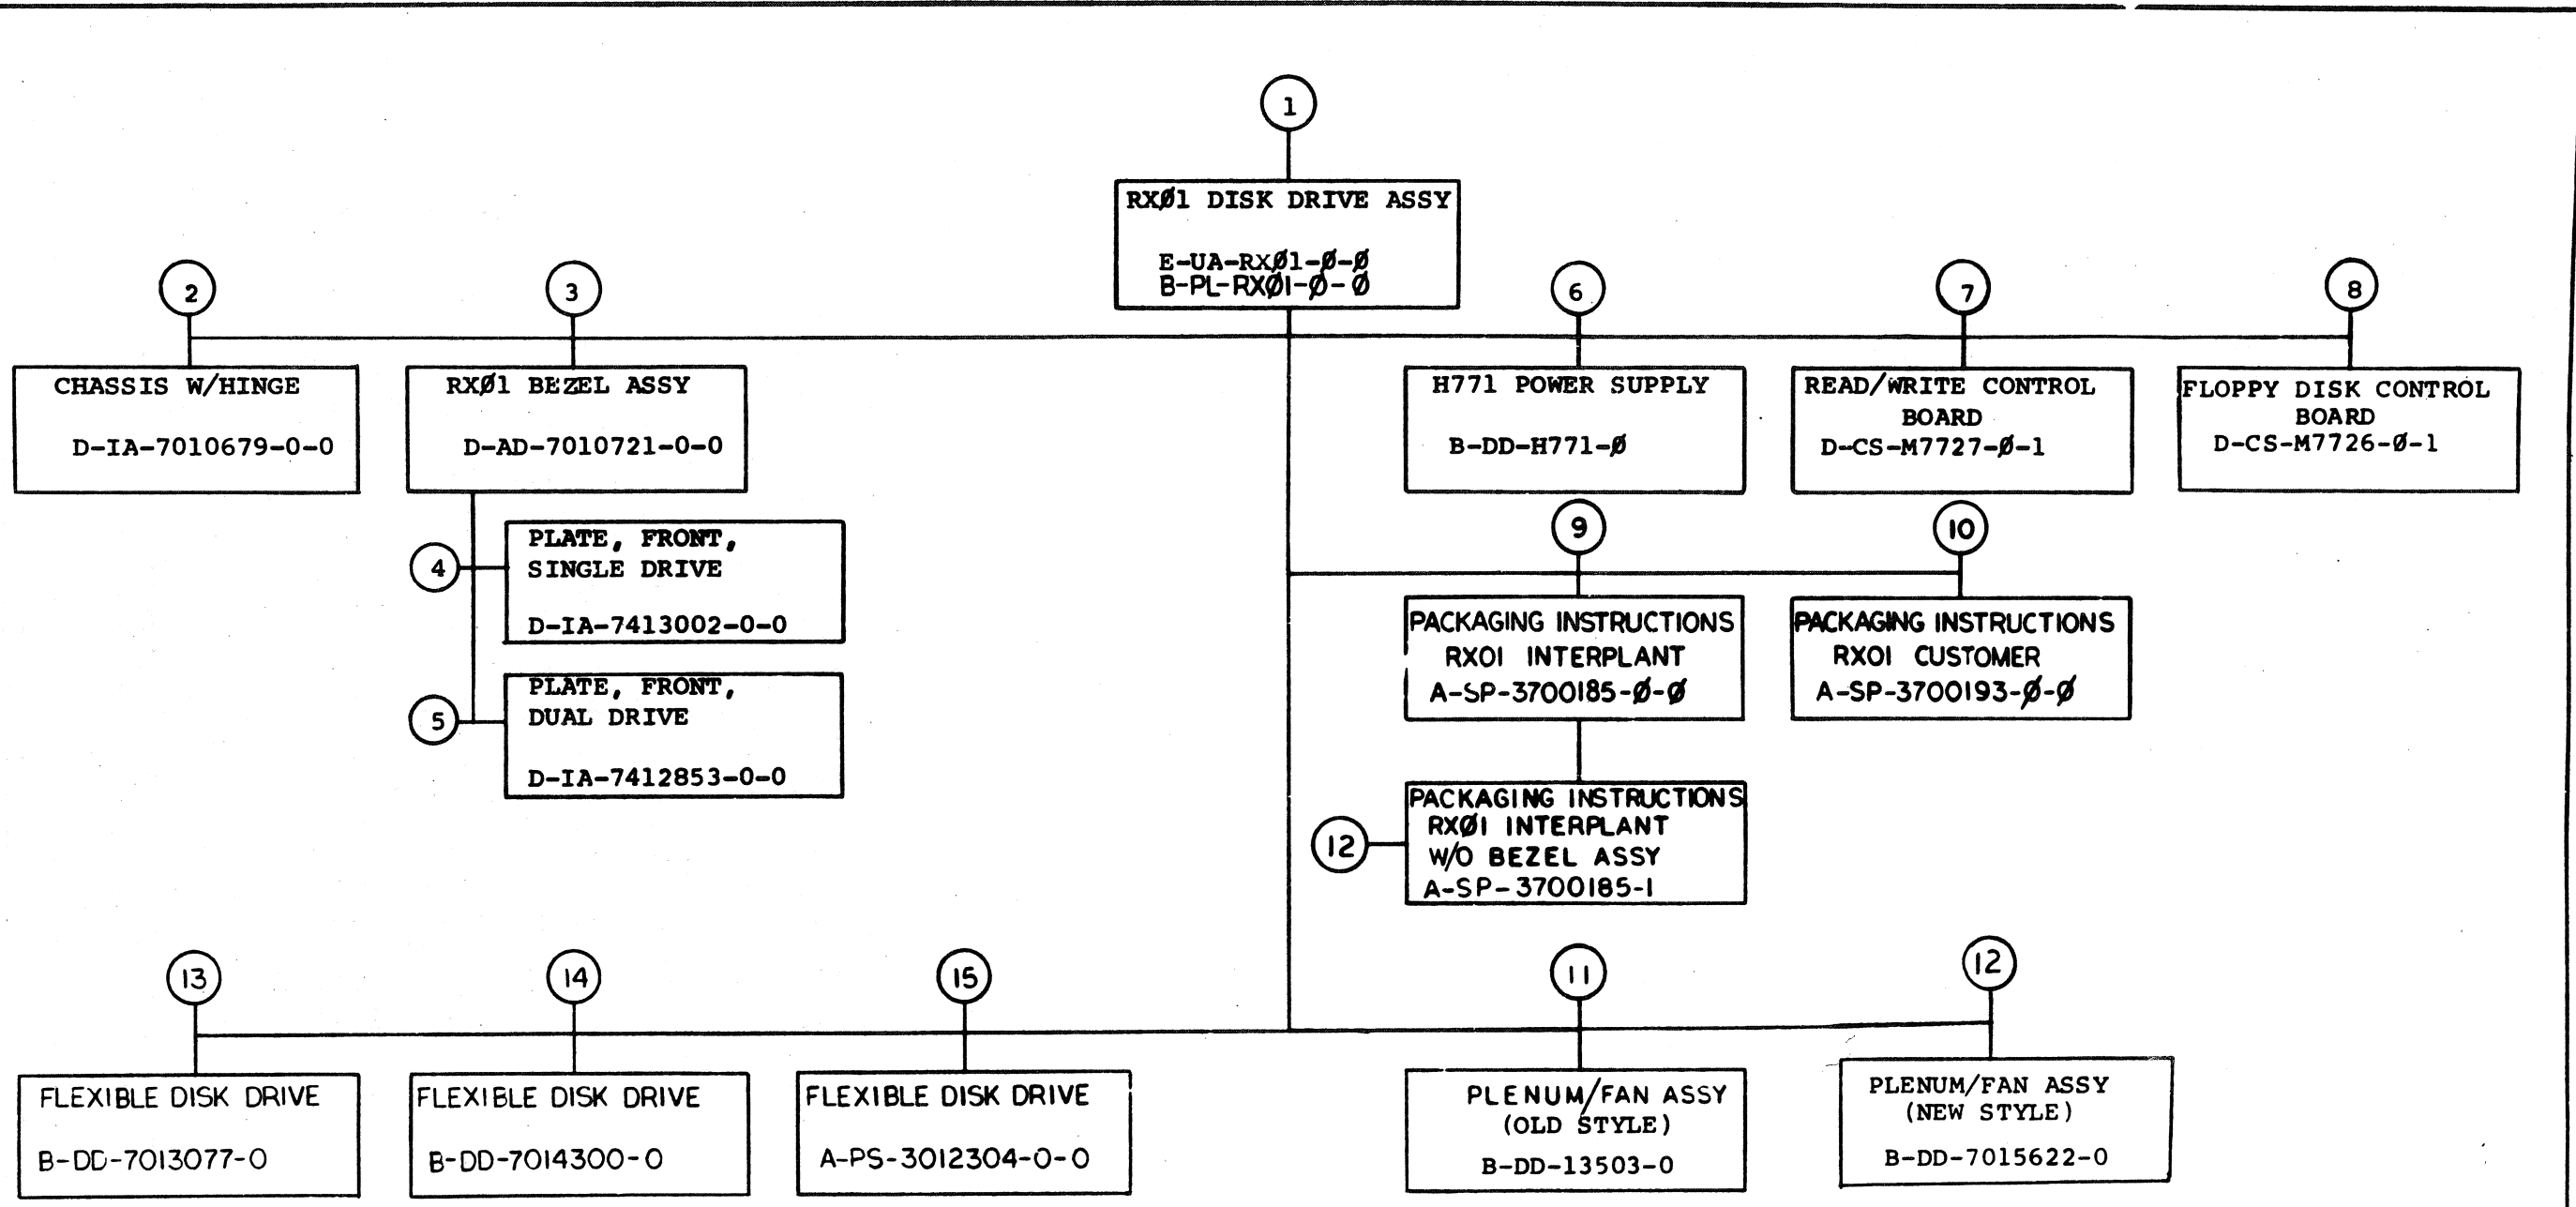 1
RXØ1 DISK DRIVE ASSY
E-UA-RXØ1-Ø-Ø
B-PL-RXØ1-Ø-Ø
2
CHASSIS W/HINGE
D-IA-7010679-0-0
3
RXØ1 BEZEL ASSY
D-AD-7010721-0-0
4
PLATE, FRONT,
SINGLE DRIVE
D-IA-7413002-0-0
5
PLATE, FRONT,
DUAL DRIVE
D-IA-7412853-0-0
6
H771 POWER SUPPLY
B-DD-H771-Ø
7
READ/WRITE CONTROL
BOARD
D-CS-M7727-Ø-1
8
FLOPPY DISK CONTROL
BOARD
D-CS-M7726-Ø-1
9
PACKAGING INSTRUCTIONS
RX01 INTERPLANT
A-SP-3700185-Ø-Ø
10
PACKAGING INSTRUCTIONS
RX01 CUSTOMER
A-SP-3700193-Ø-Ø
12
PACKAGING INSTRUCTIONS
RXØ1 INTERPLANT
W/O BEZEL ASSY
A-SP-3700185-1
13
FLEXIBLE DISK DRIVE
B-DD-7013077-0
14
FLEXIBLE DISK DRIVE
B-DD-7014300-0
15
FLEXIBLE DISK DRIVE
A-PS-3012304-0-0
11
PLENUM/FAN ASSY
(OLD STYLE)
B-DD-13503-0
12
PLENUM/FAN ASSY
(NEW STYLE)
B-DD-7015622-0